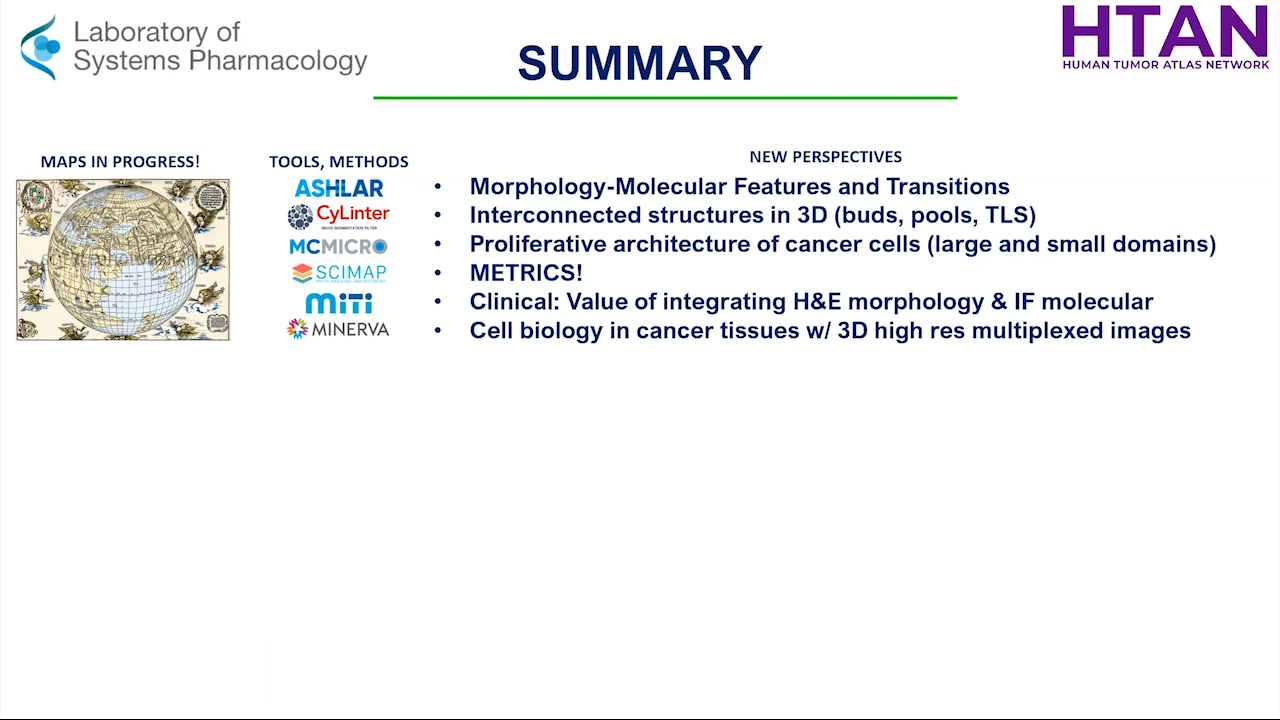 Laboratory of
Systems Pharmacology
SUMMARY
HTAN
HUMAN TUMOR ATLAS NETWORK
MAPS IN PROGRESS!
TOOLS, METHODS
ASHLAR
CyLinter
IMAGE SEGMENTATION FILTER
MCMICRO
SCIMAP
MiTi
MINERVA
NEW PERSPECTIVES
• Morphology-Molecular Features and Transitions
• Interconnected structures in 3D (buds, pools, TLS)
• Proliferative architecture of cancer cells (large and small domains)
• METRICS!
• Clinical: Value of integrating H&E morphology & IF molecular
• Cell biology in cancer tissues w/ 3D high res multiplexed images